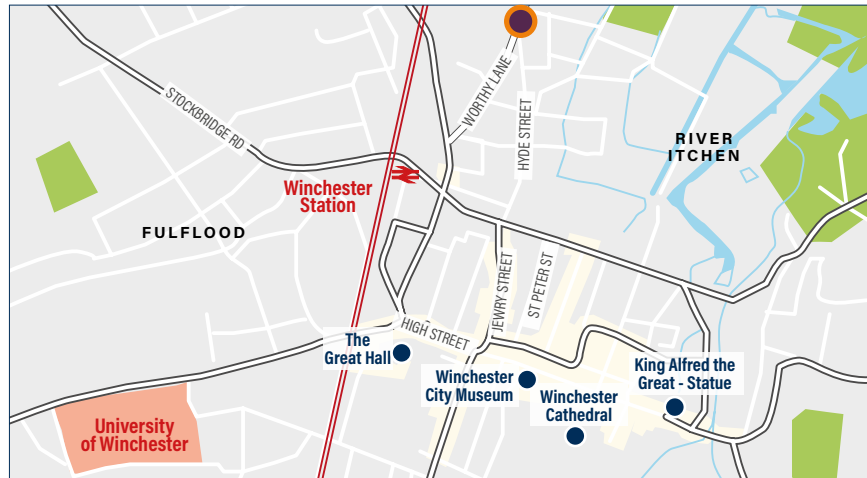 WORTHY LANE
HYDE STREET
STOCKBRIDGE RD
RIVER
ITCHEN
Winchester
Station
FULFLOOD
JEWRY STREET
ST PETER ST
HIGH STREET
The
Great Hall
King Alfred the
Great - Statue
Winchester
City Museum
Winchester
Cathedral
University
of Winchester